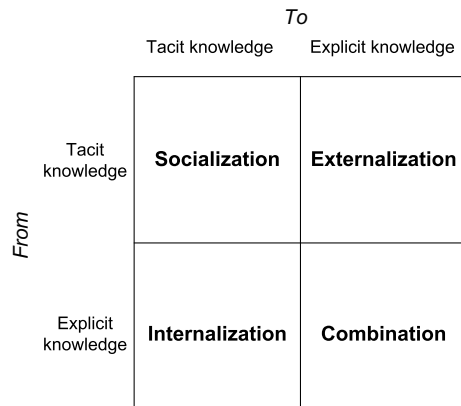 To
Tacit knowledge Explicit knowledge
Tacit
knowledge
Socialization Externalization
From
Explicit
knowledge
Internalization Combination